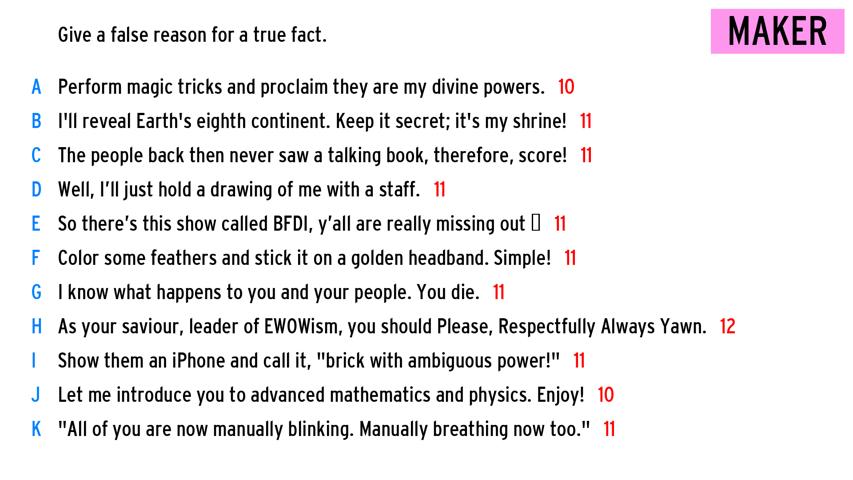 Give a false reason for a true fact.
MAKER
A Perform magic tricks and proclaim they are my divine powers. 10
B I'll reveal Earth's eighth continent. Keep it secret; it's my shrine! 11
C The people back then never saw a talking book, therefore, score! 11
D Well, I’ll just hold a drawing of me with a staff. 11
E So there’s this show called BFDI, y’all are really missing out 11
F Color some feathers and stick it on a golden headband. Simple! 11
G I know what happens to you and your people. You die. 11
H As your saviour, leader of EWOWism, you should Please, Respectfully Always Yawn. 12
I Show them an iPhone and call it, "brick with ambiguous power!" 11
J Let me introduce you to advanced mathematics and physics. Enjoy! 10
K "All of you are now manually blinking. Manually breathing now too." 11